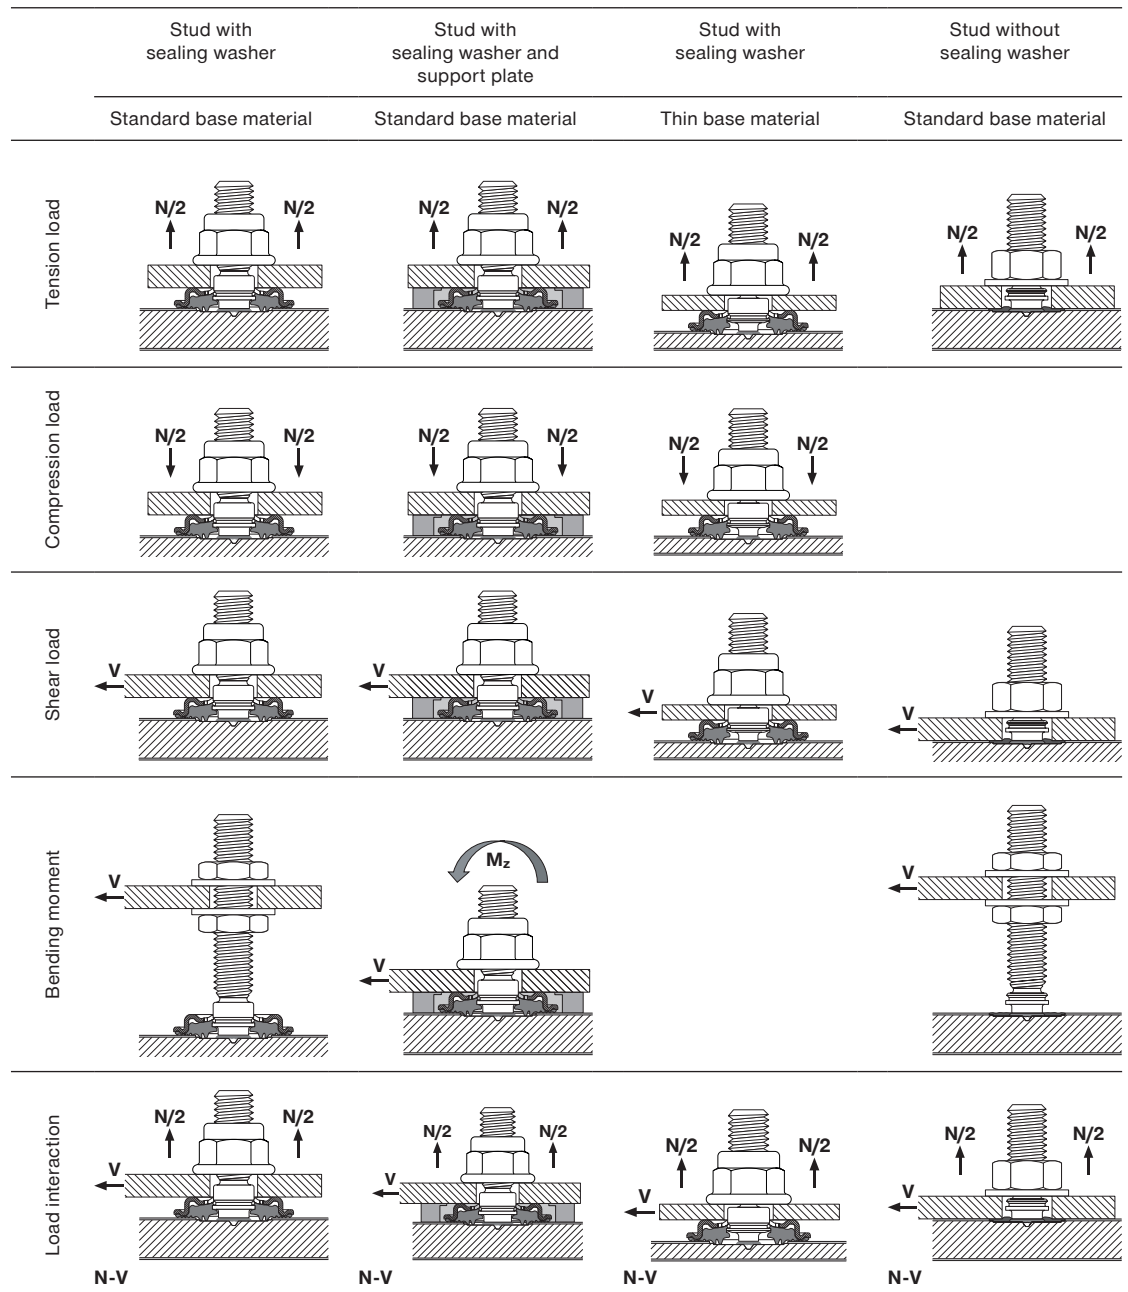 Stud with
sealing washer
Stud with
sealing washer and
support plate
Stud with
sealing washer
Stud without
sealing washer
Standard base material
Standard base material
Thin base material
Standard base material
Tension load
N/2 N/2
N/2 N/2
N/2 N/2
N/2 N/2
Compression load
N/2 N/2
N/2 N/2
N/2 N/2
Shear load
V
V
V
V
Bending moment
V
Mz
V
V
Load interaction
N/2 N/2
V
N-V
N/2 N/2
V
N-V
N/2 N/2
V
N-V
N/2 N/2
V
N-V